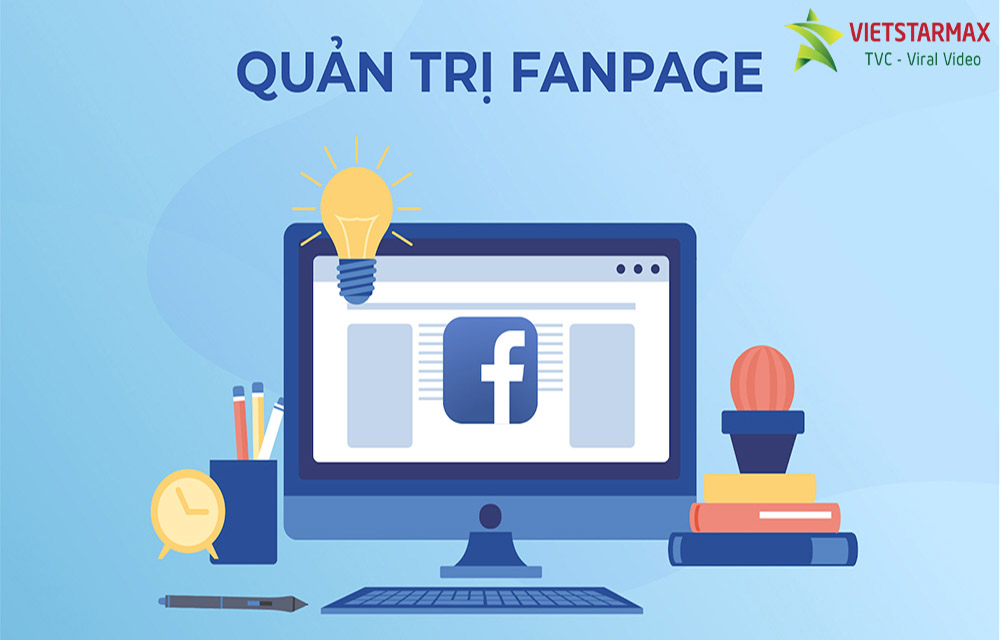 VIETSTARMAX
TVC - Viral Video
QUẢN TRỊ FANPAGE
f